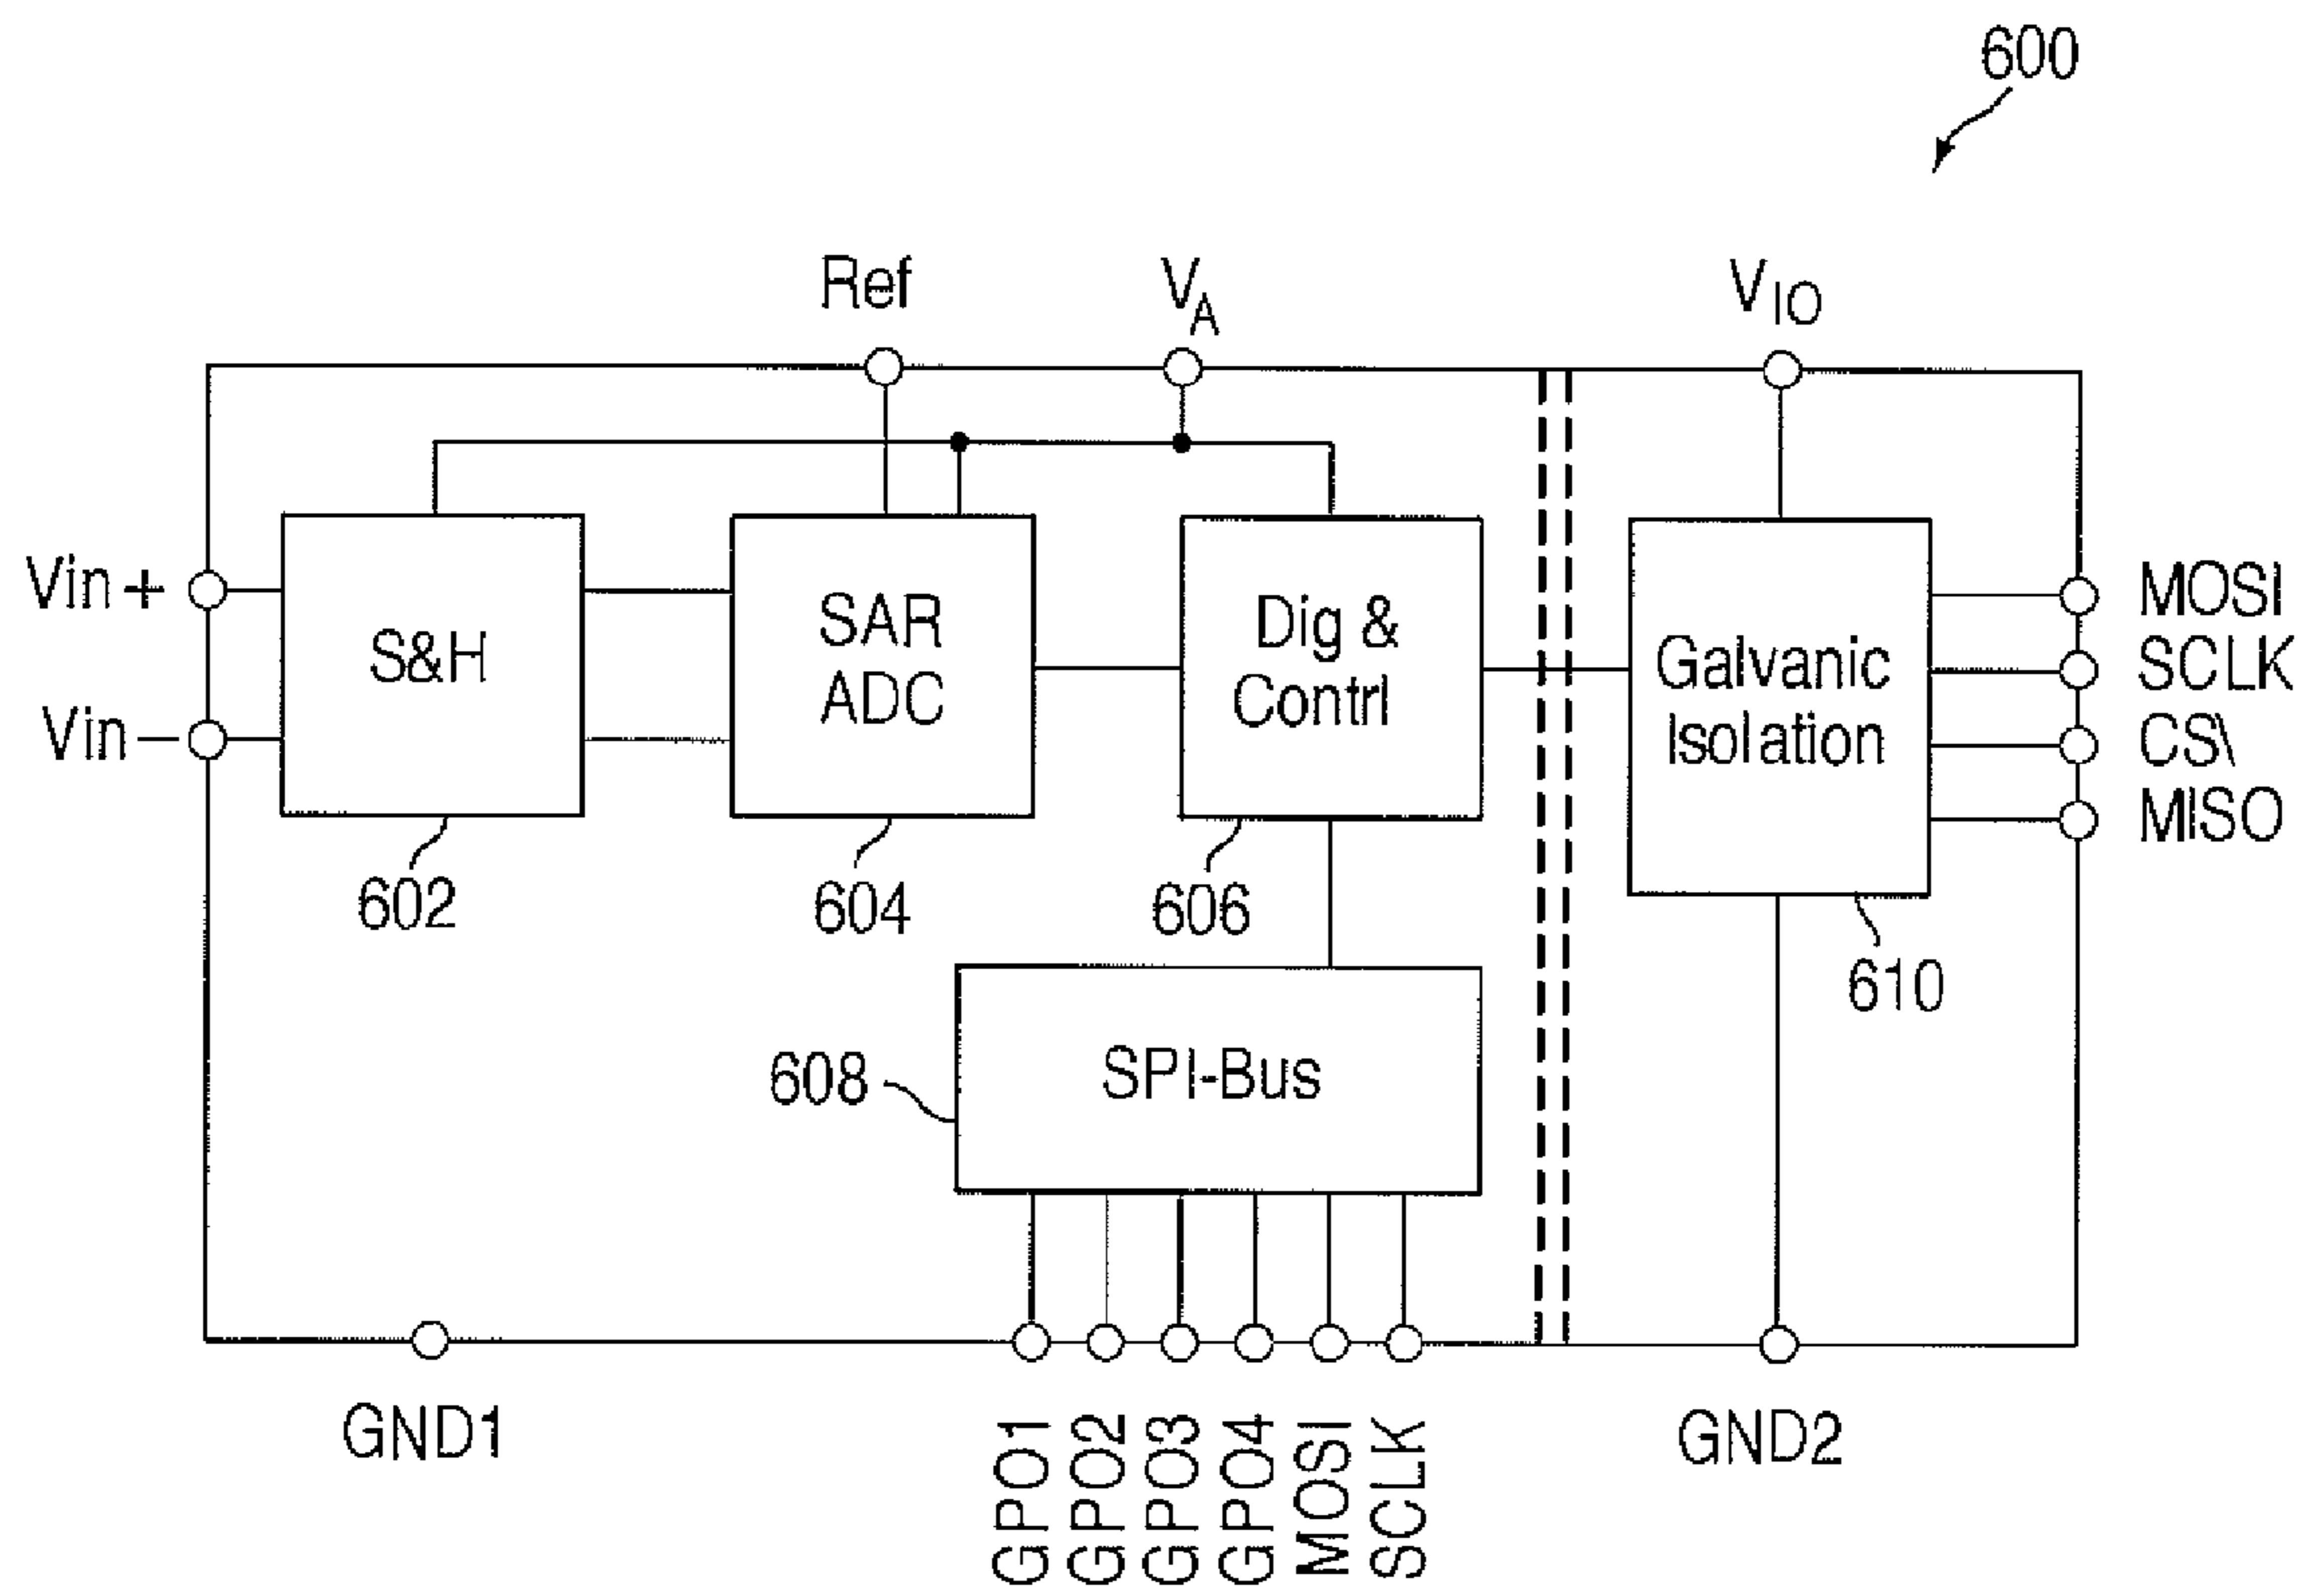 600
Ref
VA
VIO
Vin+
Vin−
S&H
SAR
ADC
Dig &
Contrl
Galvanic
Isolation
MOSI
SCLK
CS\
MISO
602
604
606
610
608
SPI-Bus
GND1
GPO1
GPO2
GPO3
GPO4
MOSI
SCLK
GND2